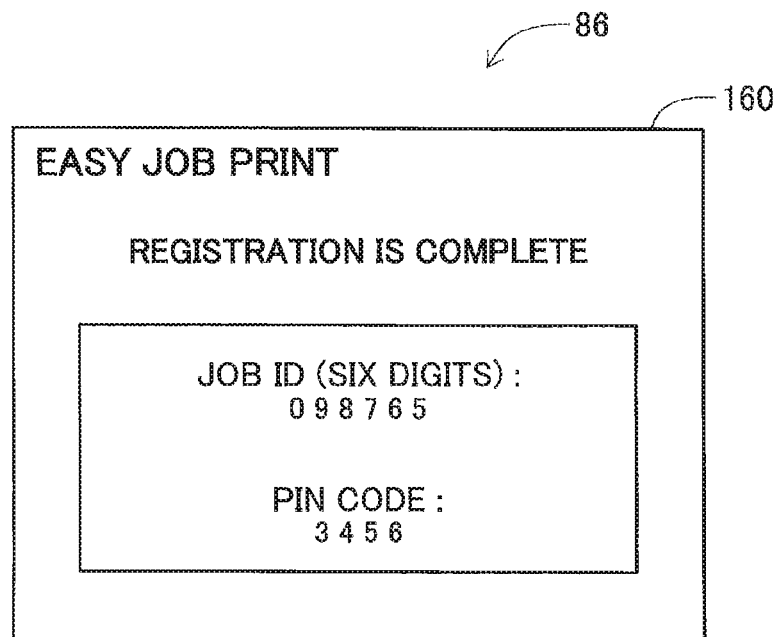 86
160
EASY JOB PRINT
REGISTRATION IS COMPLETE
JOB ID (SIX DIGITS) :
0 9 8 7 6 5
PIN CODE :
3 4 5 6